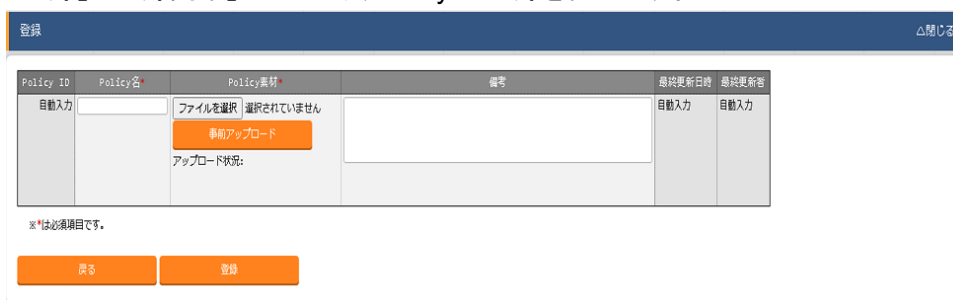 登録 △閉じる
Policy ID Policy名* Policy素材* 備考 最終更新日時 最終更新者
自動入力 ファイルを選択 選択されていません 自動入力 自動入力
事前アップロード
アップロード状況:
※*は必須項目です。
戻る 登録